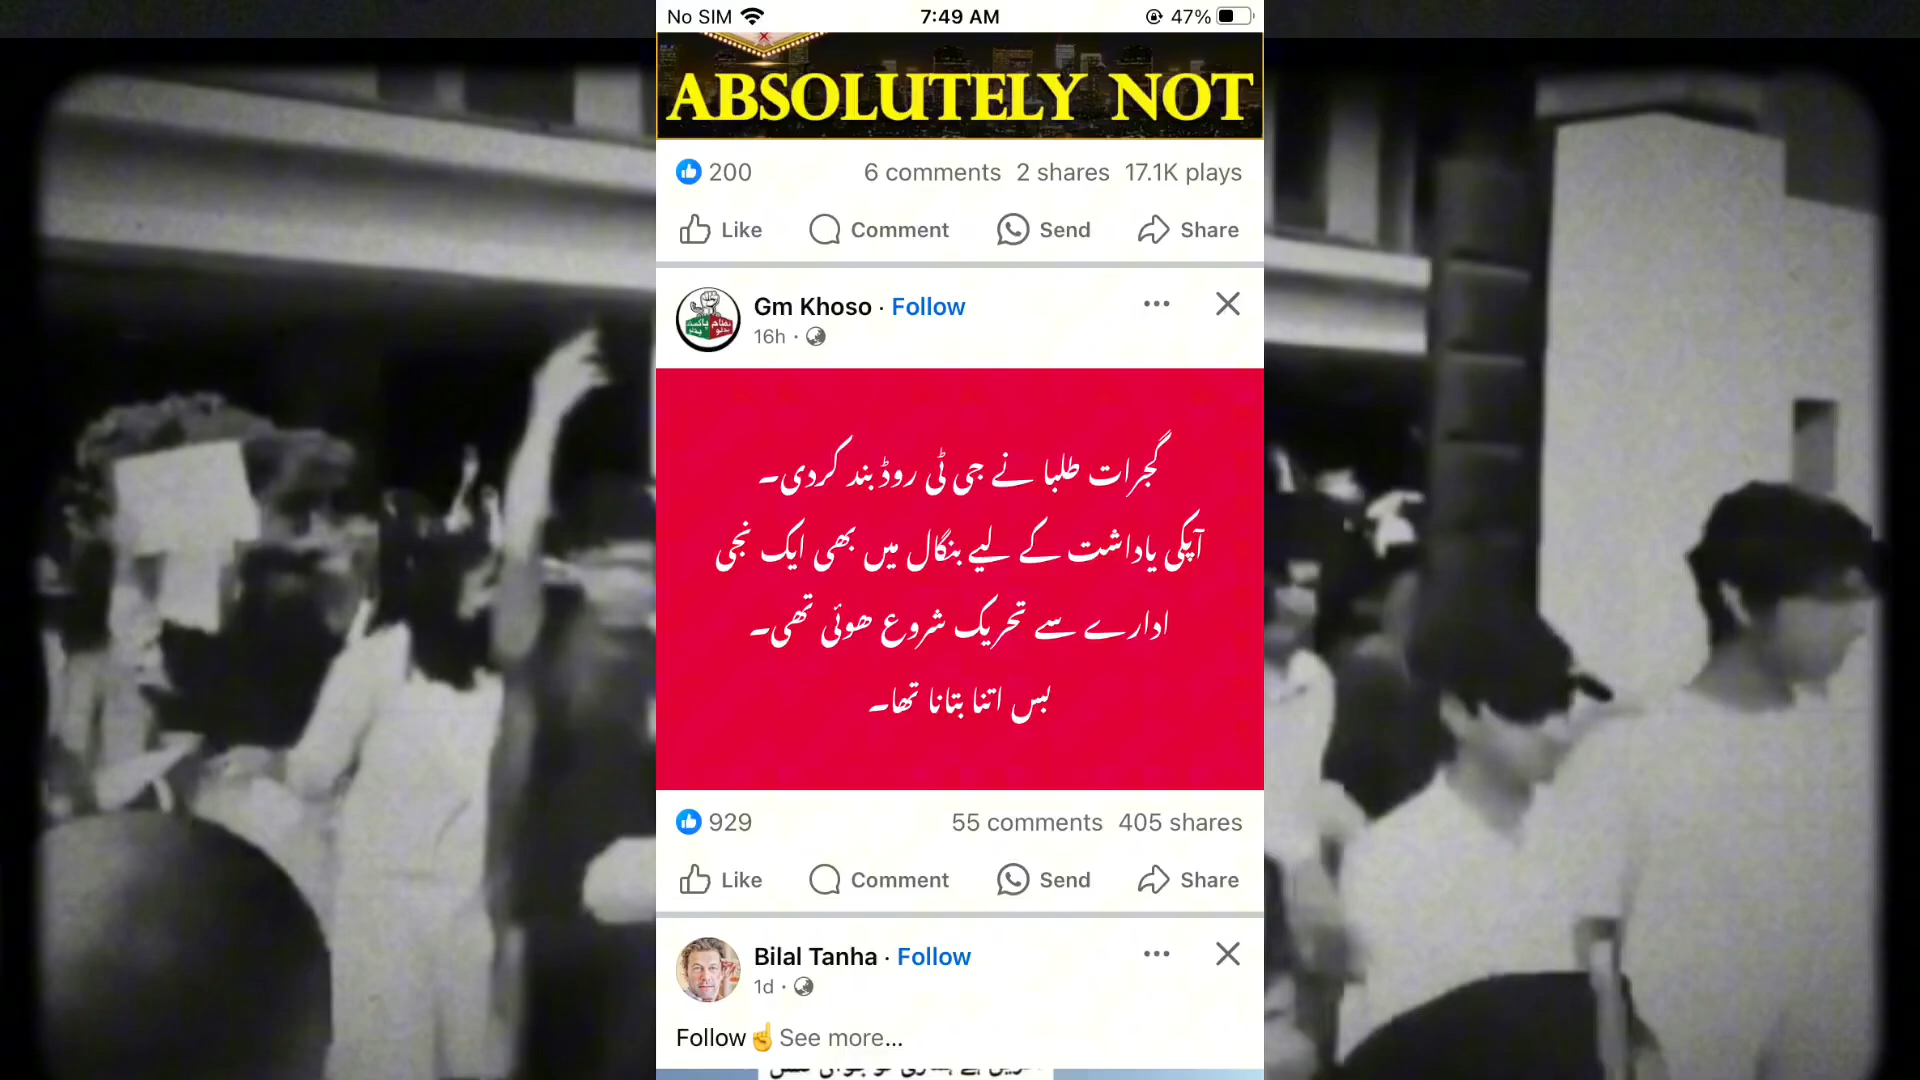 No SIM 7:49 AM 47%
ABSOLUTELY NOT
200 6 comments 2 shares 17.1K plays
Like Comment Send Share
Gm Khoso · Follow
16h ·
گجرات طلبا نے جی ٹی روڈ بند کردی۔
آپکی یاداشت کے لیے بنگال میں بھی ایک نجی
ادارے سے تحریک شروع ھوئی تھی۔
بس اتنا بتانا تھا۔
929 55 comments 405 shares
Like Comment Send Share
Bilal Tanha · Follow
1d ·
Follow☝️See more...